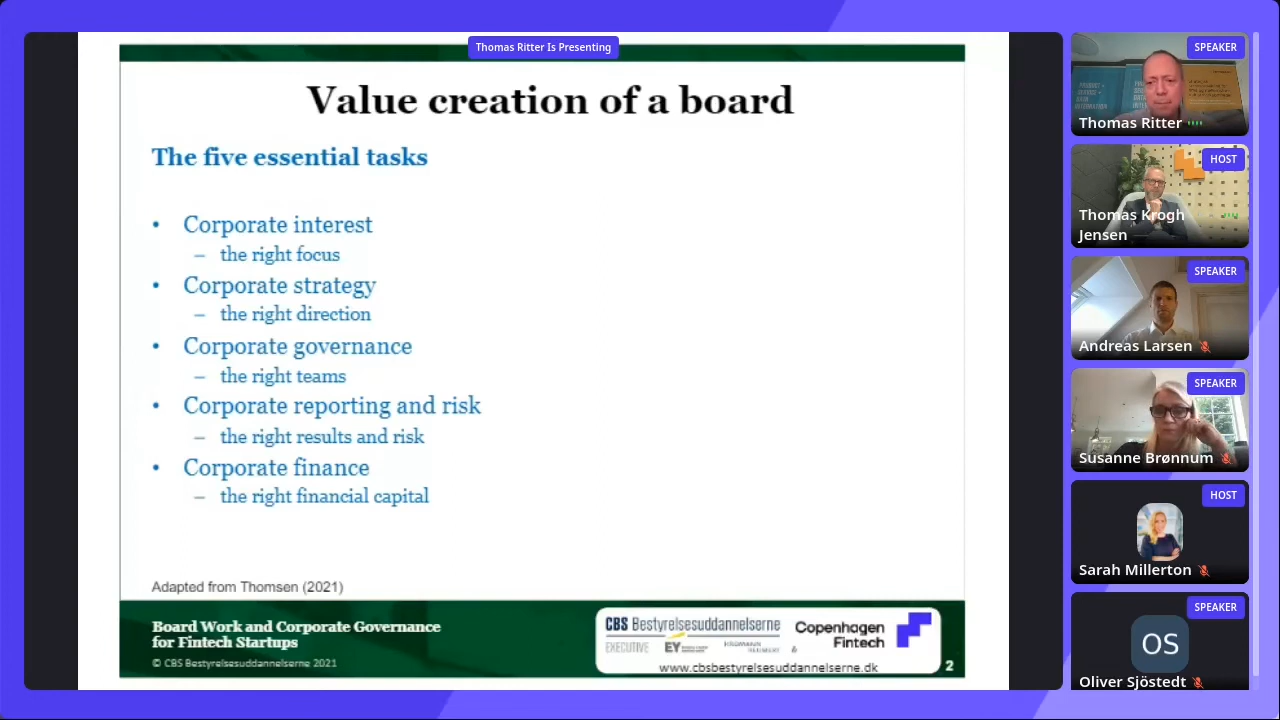 Thomas Ritter Is Presenting
Value creation of a board
The five essential tasks
• Corporate interest
– the right focus
• Corporate strategy
– the right direction
• Corporate governance
– the right teams
• Corporate reporting and risk
– the right results and risk
• Corporate finance
– the right financial capital
Adapted from Thomsen (2021)
Board Work and Corporate Governance
for Fintech Startups
© CBS Bestyrelsesuddannelserne 2021
CBS Bestyrelsesuddannelserne
EXECUTIVE EY
&
Copenhagen
Fintech
www.cbsbestyrelsesuddannelserne.dk
2
SPEAKER
Thomas Ritter
HOST
Thomas Krogh
Jensen
SPEAKER
Andreas Larsen
SPEAKER
Susanne Brønnum
HOST
Sarah Millerton
SPEAKER
OS
Oliver Sjöstedt